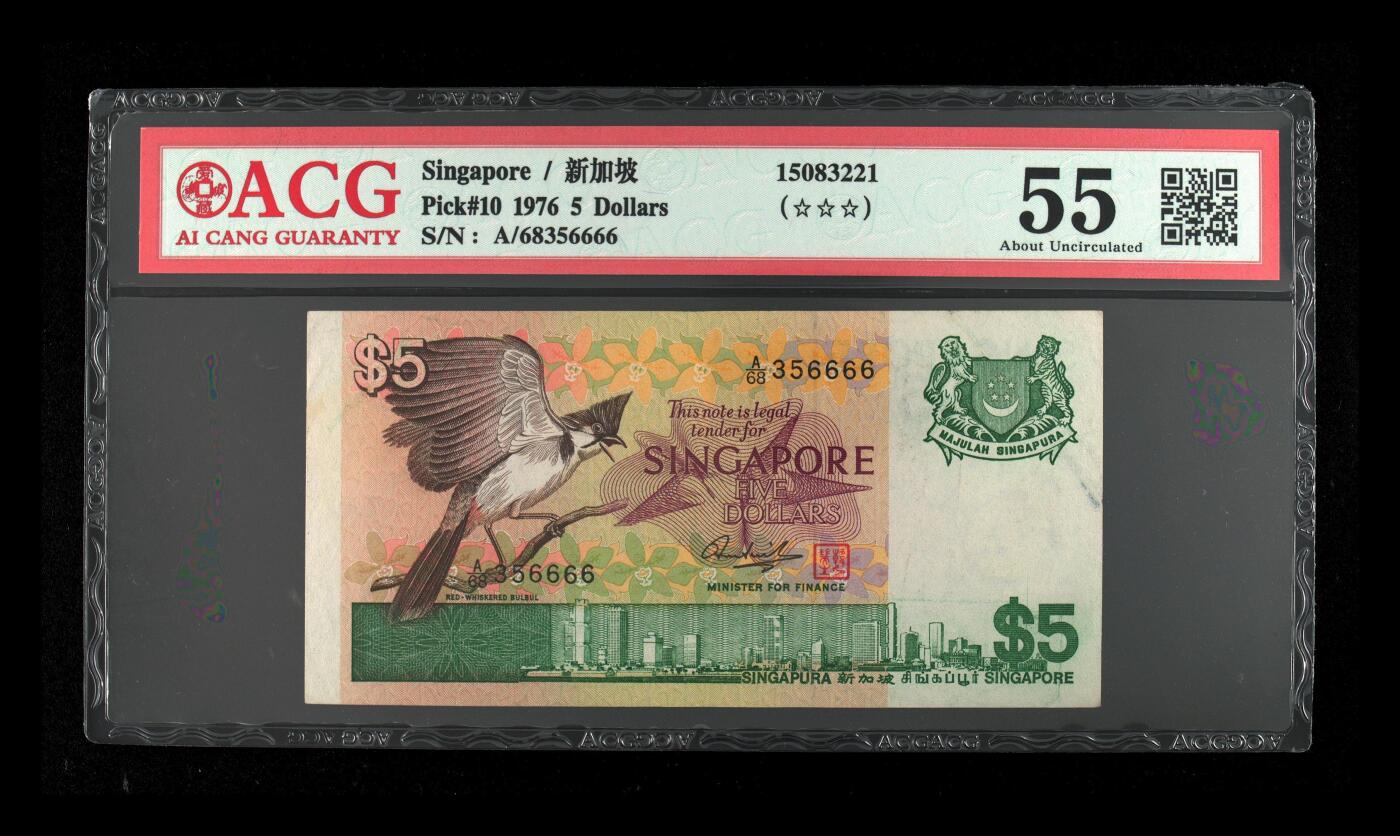 ACG
AI CANG GUARANTY
Singapore / 新加坡
Pick#10 1976 5 Dollars
S/N : A/68356666
15083221
(☆☆☆)
55
About Uncirculated
$5
A/68 356666
This note is legal
tender for
SINGAPORE
FIVE
DOLLARS
MAJULAH SINGAPURA
A/68 356666
RED-WHISKERED BULBUL
MINISTER FOR FINANCE
$5
SINGAPURA 新加坡 சிங்கப்பூர் SINGAPORE